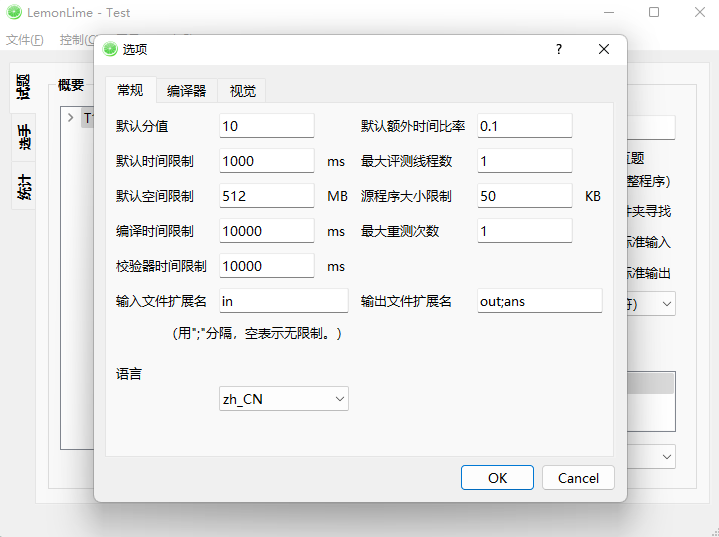 LemonLime - Test
文件(F) 控制(C
选项
常规 编译器 视觉
试题
选手
统计
概要
默认分值 10 默认额外时间比率 0.1
默认时间限制 1000 ms 最大评测线程数 1
默认空间限制 512 MB 源程序大小限制 50 KB
编译时间限制 10000 ms 最大重测次数 1
校验器时间限制 10000 ms
输入文件扩展名 in 输出文件扩展名 out;ans
（用";"分隔，空表示无限制。）
语言
zh_CN
OK Cancel
题
整程序)
件夹寻找
标准输入
标准输出